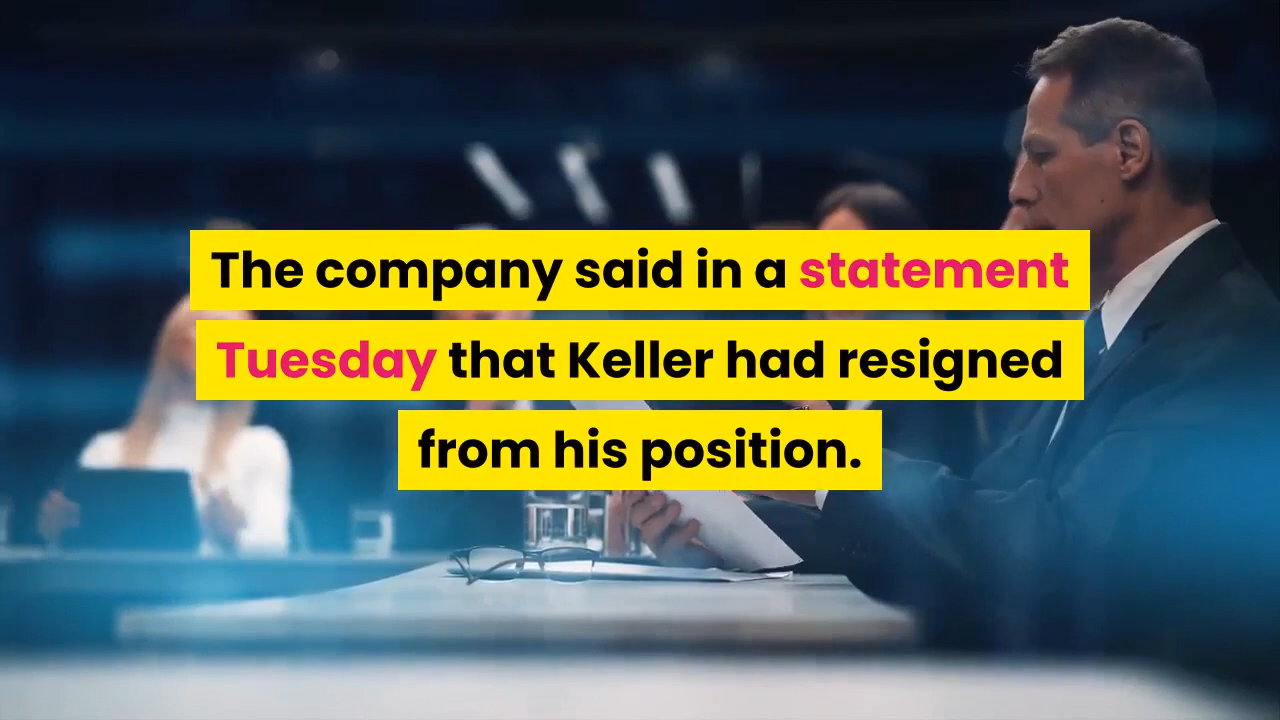 The company said in a statement
Tuesday that Keller had resigned
from his position.